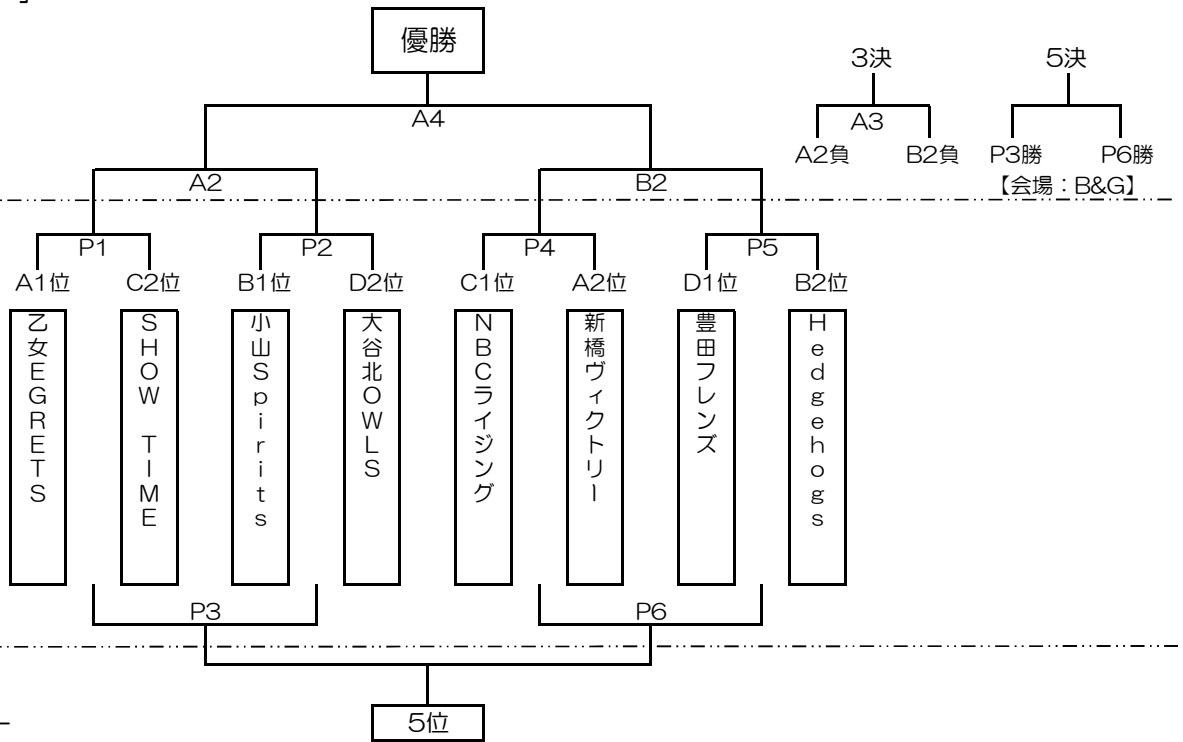 」
優勝
3決
5決
A4
A3
A2負
B2負
P3勝
P6勝
A2
B2
【会場：B&G】
P1
P2
P4
P5
A1位
C2位
B1位
D2位
C1位
A2位
D1位
B2位
乙女EGRETS
SHOW TIME
小山Spirits
大谷北OWLS
NBCライジング
新橋ヴィクトリー
豊田フレンズ
Hedgehogs
P3
P6
5位